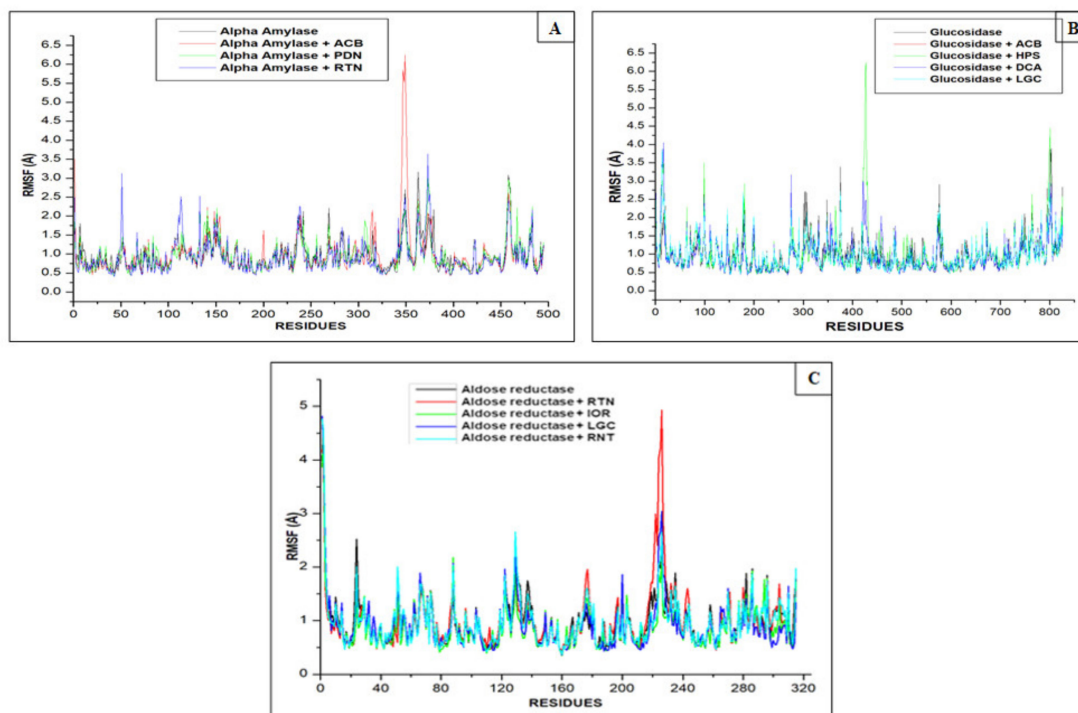 A
Alpha Amylase
Alpha Amylase + ACB
Alpha Amylase + PDN
Alpha Amylase + RTN
6.5
6.0
5.5
5.0
4.5
4.0
3.5
3.0
2.5
2.0
1.5
1.0
0.5
0.0
RMSF (Å)
0 50 100 150 200 250 300 350 400 450 500
RESIDUES
B
Glucosidase
Glucosidase + ACB
Glucosidase + HPS
Glucosidase + DCA
Glucosidase + LGC
6.5
6.0
5.5
5.0
4.5
4.0
3.5
3.0
2.5
2.0
1.5
1.0
0.5
0.0
RMSF (Å)
0 100 200 300 400 500 600 700 800
RESIDUES
C
Aldose reductase
Aldose reductase + RTN
Aldose reductase + IOR
Aldose reductase + LGC
Aldose reductase + RNT
5
4
3
2
1
0
RMSF (Å)
0 40 80 120 160 200 240 280 320
RESIDUES